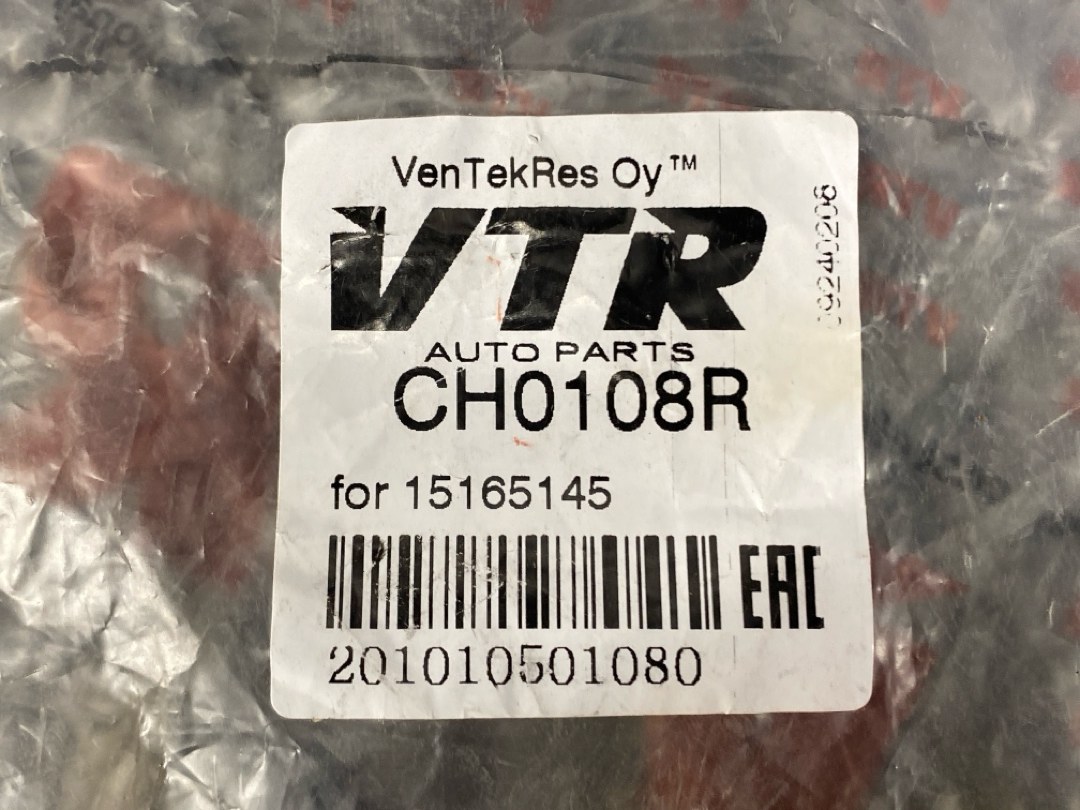 VenTekRes Oy™
VTR
AUTO PARTS
CH0108R
for 15165145
EAC
201010501080